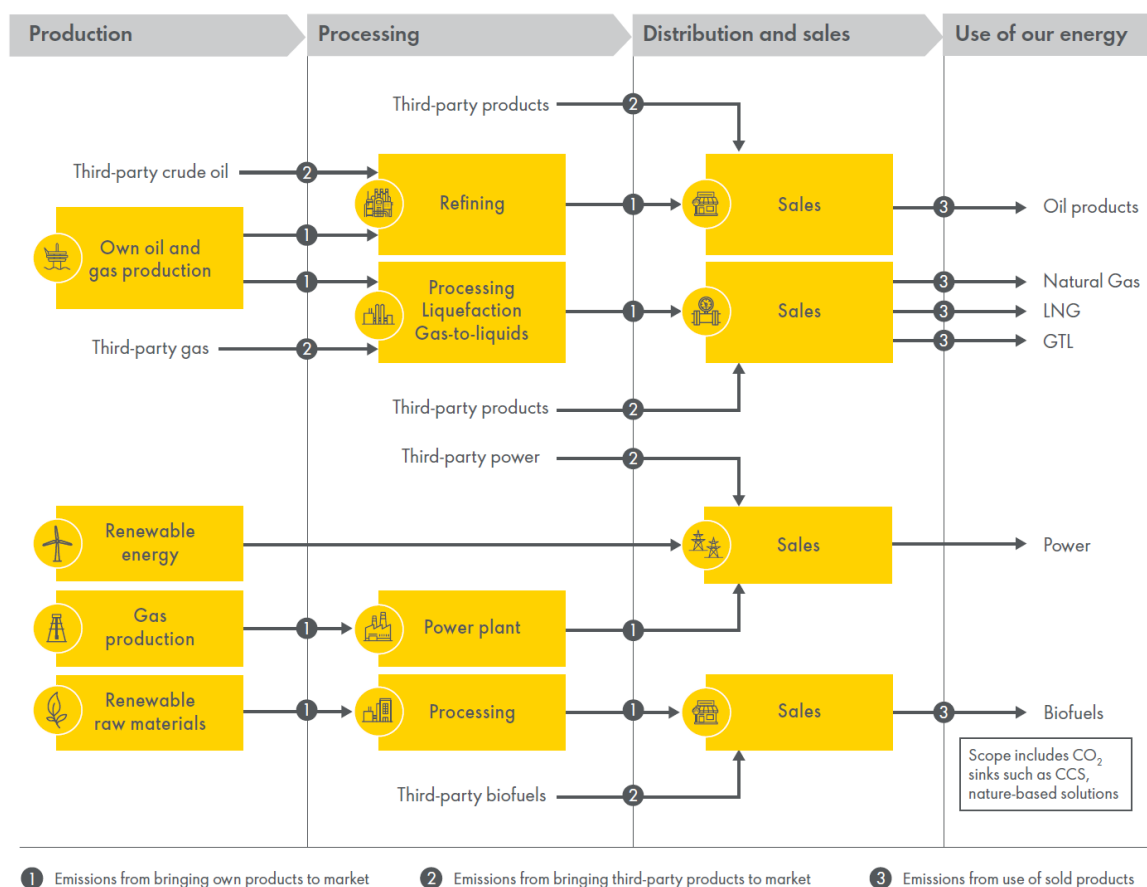 Production
Processing
Distribution and sales
Use of our energy
Third-party products
2
Third-party crude oil
2
Refining
1
Sales
3
Oil products
Own oil and
gas production
1
1
Processing
Liquefaction
Gas-to-liquids
1
Sales
3
Natural Gas
3
LNG
3
GTL
Third-party gas
2
Third-party products
2
Third-party power
2
Renewable
energy
Sales
Power
Gas
production
1
Power plant
1
Renewable
raw materials
1
Processing
1
Sales
3
Biofuels
Third-party biofuels
2
Scope includes CO₂
sinks such as CCS,
nature-based solutions
1 Emissions from bringing own products to market
2 Emissions from bringing third-party products to market
3 Emissions from use of sold products